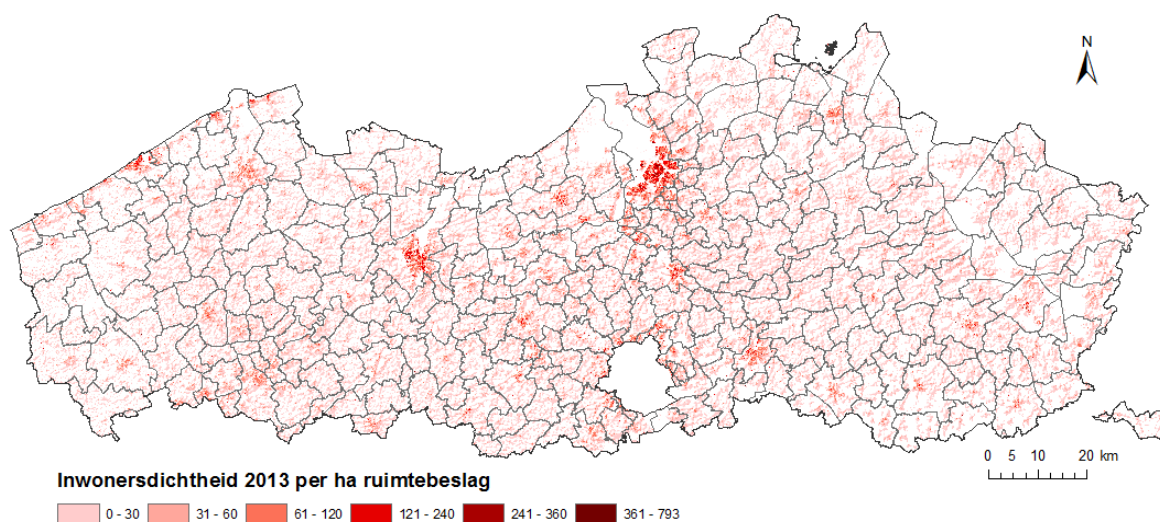 N
0 5 10 20 km
Inwonersdichtheid 2013 per ha ruimtebeslag
0 - 30 31 - 60 61 - 120 121 - 240 241 - 360 361 - 793